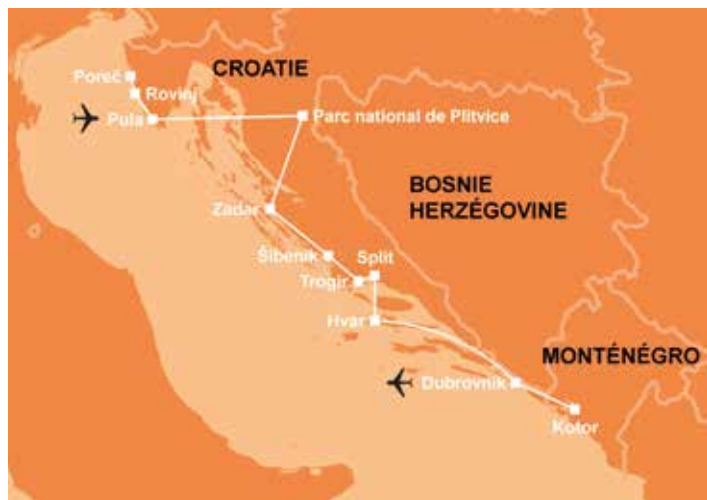 CROATIE
Poreč
Rovinj
Pula
Parc national de Plitvice
BOSNIE
HERZÉGOVINE
Zadar
Šibenik
Split
Trogir
Hvar
MONTÉNÉGRO
Dubrovnik
Kotor